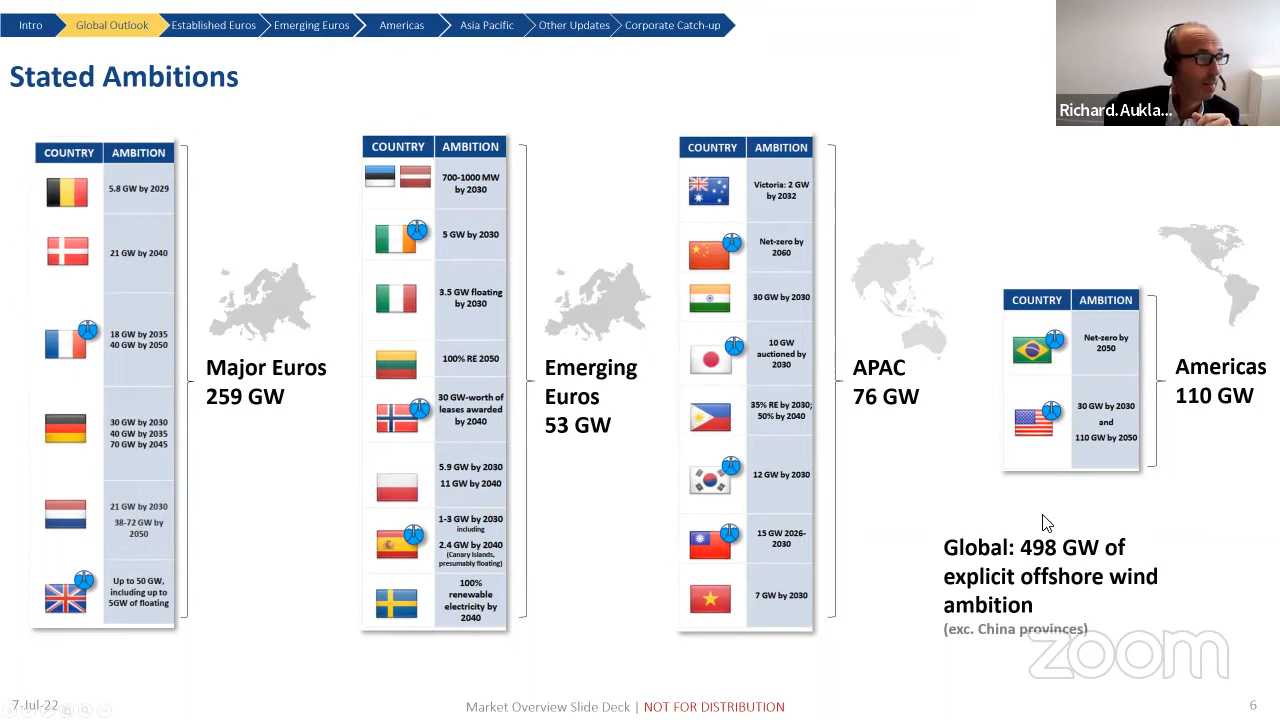 Intro Global Outlook Established Euros Emerging Euros Americas Asia Pacific Other Updates Corporate Catch-up
Stated Ambitions
Richard.Aukla...
COUNTRY AMBITION
5.8 GW by 2029
21 GW by 2040
18 GW by 2035
40 GW by 2050
30 GW by 2030
40 GW by 2035
70 GW by 2045
21 GW by 2030
38-72 GW by
2050
Up to 50 GW,
including up to
5GW of floating
Major Euros
259 GW
COUNTRY AMBITION
700-1000 MW
by 2030
5 GW by 2030
3.5 GW floating
by 2030
100% RE 2050
30 GW-worth of
leases awarded
by 2040
5.9 GW by 2030
11 GW by 2040
1-3 GW by 2030
including
2.4 GW by 2040
(Canary Islands,
presumably floating)
100%
renewable
electricity by
2040
Emerging
Euros
53 GW
COUNTRY AMBITION
Victoria: 2 GW
by 2032
Net-zero by
2060
30 GW by 2030
10 GW
auctioned by
2030
35% RE by 2030;
50% by 2040
12 GW by 2030
15 GW 2026-
2030
7 GW by 2030
APAC
76 GW
COUNTRY AMBITION
Net-zero by
2050
30 GW by 2030
and
110 GW by 2050
Americas
110 GW
Global: 498 GW of
explicit offshore wind
ambition
(exc. China provinces)
zoom
7-Jul-22
Market Overview Slide Deck | NOT FOR DISTRIBUTION
6